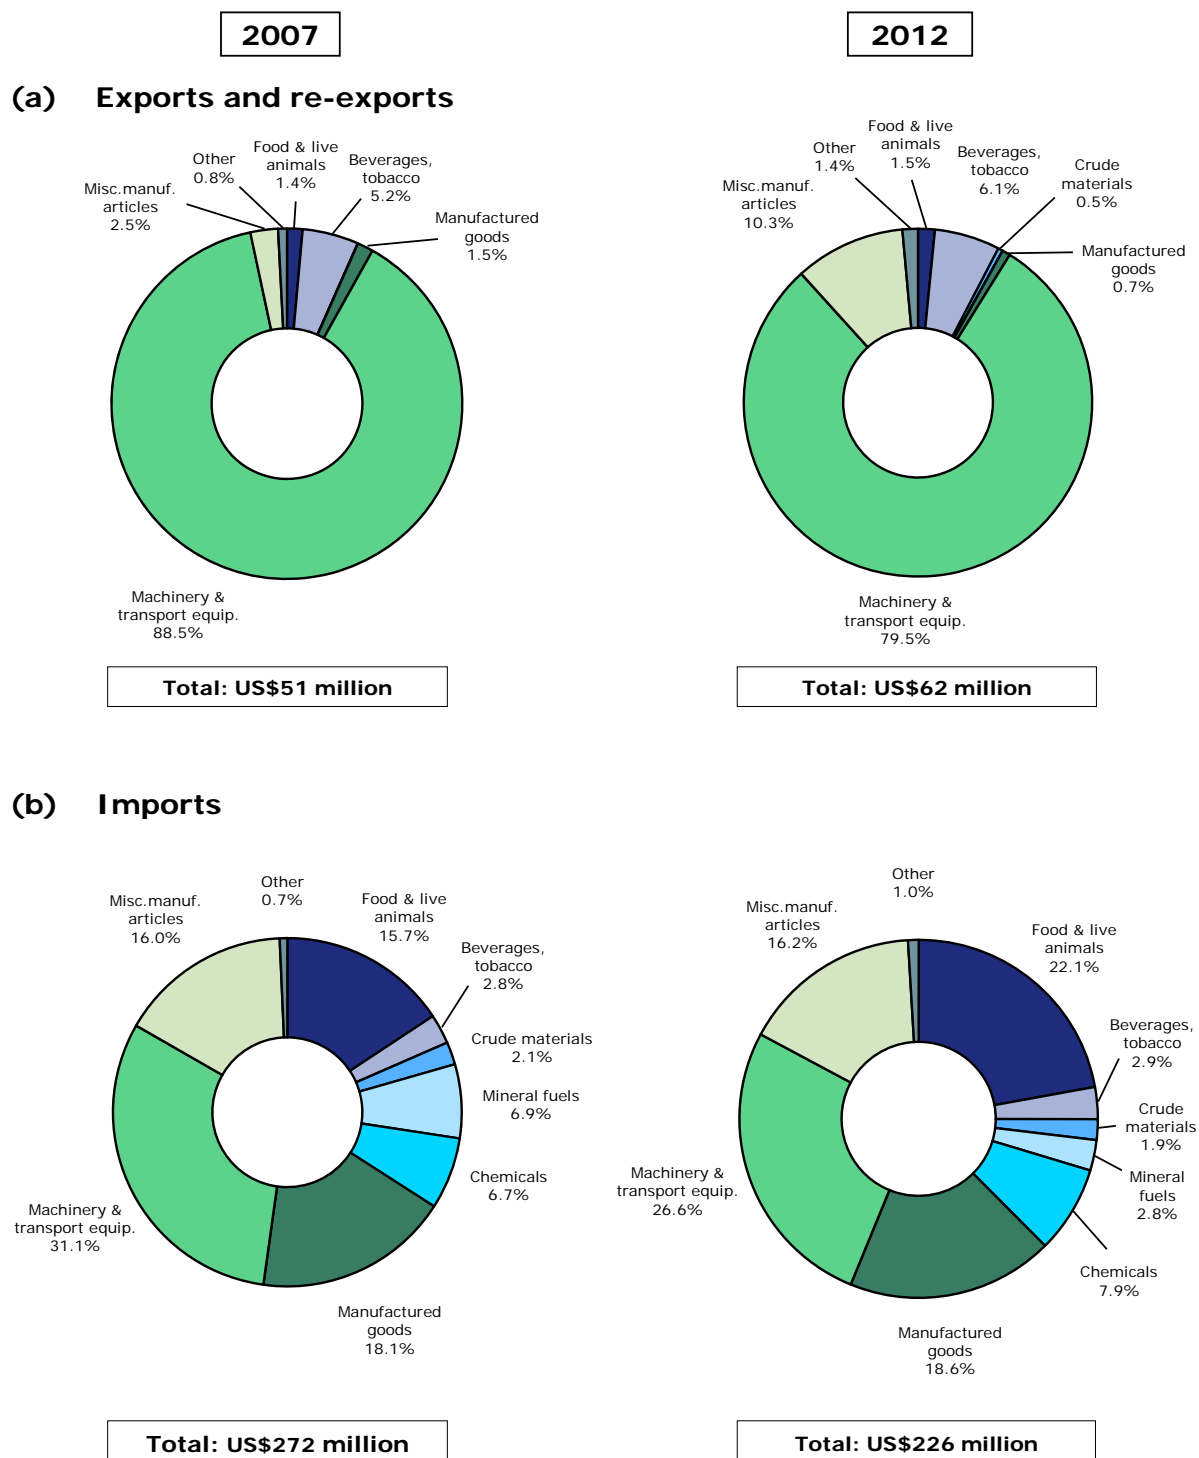 2007
2012
(a) Exports and re-exports
Other
0.8%
Food & live
animals
1.4%
Beverages,
tobacco
5.2%
Misc.manuf.
articles
2.5%
Manufactured
goods
1.5%
Machinery &
transport equip.
88.5%
Total: US$51 million
Other
1.4%
Food & live
animals
1.5%
Beverages,
tobacco
6.1%
Crude
materials
0.5%
Misc.manuf.
articles
10.3%
Manufactured
goods
0.7%
Machinery &
transport equip.
79.5%
Total: US$62 million
(b) Imports
Other
0.7%
Misc.manuf.
articles
16.0%
Food & live
animals
15.7%
Beverages,
tobacco
2.8%
Crude materials
2.1%
Mineral fuels
6.9%
Chemicals
6.7%
Machinery &
transport equip.
31.1%
Manufactured
goods
18.1%
Total: US$272 million
Other
1.0%
Misc.manuf.
articles
16.2%
Food & live
animals
22.1%
Beverages,
tobacco
2.9%
Crude
materials
1.9%
Mineral
fuels
2.8%
Machinery &
transport equip.
26.6%
Chemicals
7.9%
Manufactured
goods
18.6%
Total: US$226 million